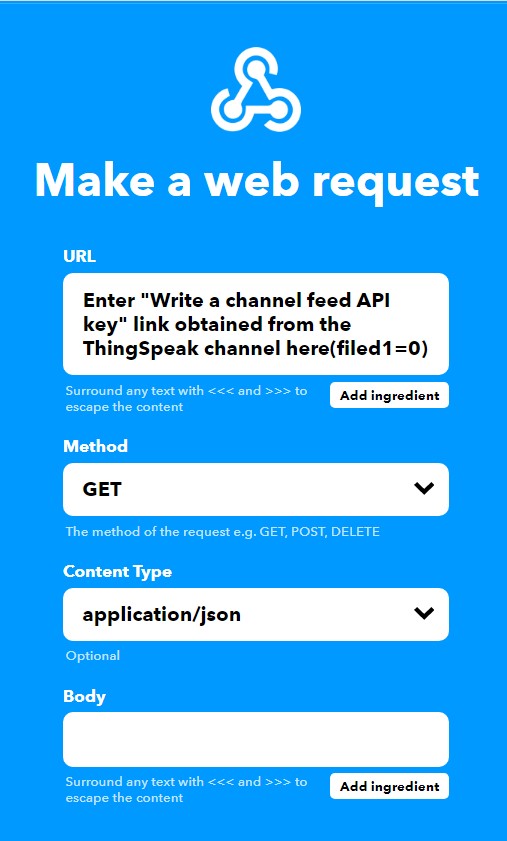 Make a web request
URL
Enter "Write a channel feed API
key" link obtained from the
ThingSpeak channel here(filed1=0)
Surround any text with <<< and >>> to
escape the content
Add ingredient
Method
GET
The method of the request e.g. GET, POST, DELETE
Content Type
application/json
Optional
Body
Surround any text with <<< and >>> to
escape the content
Add ingredient